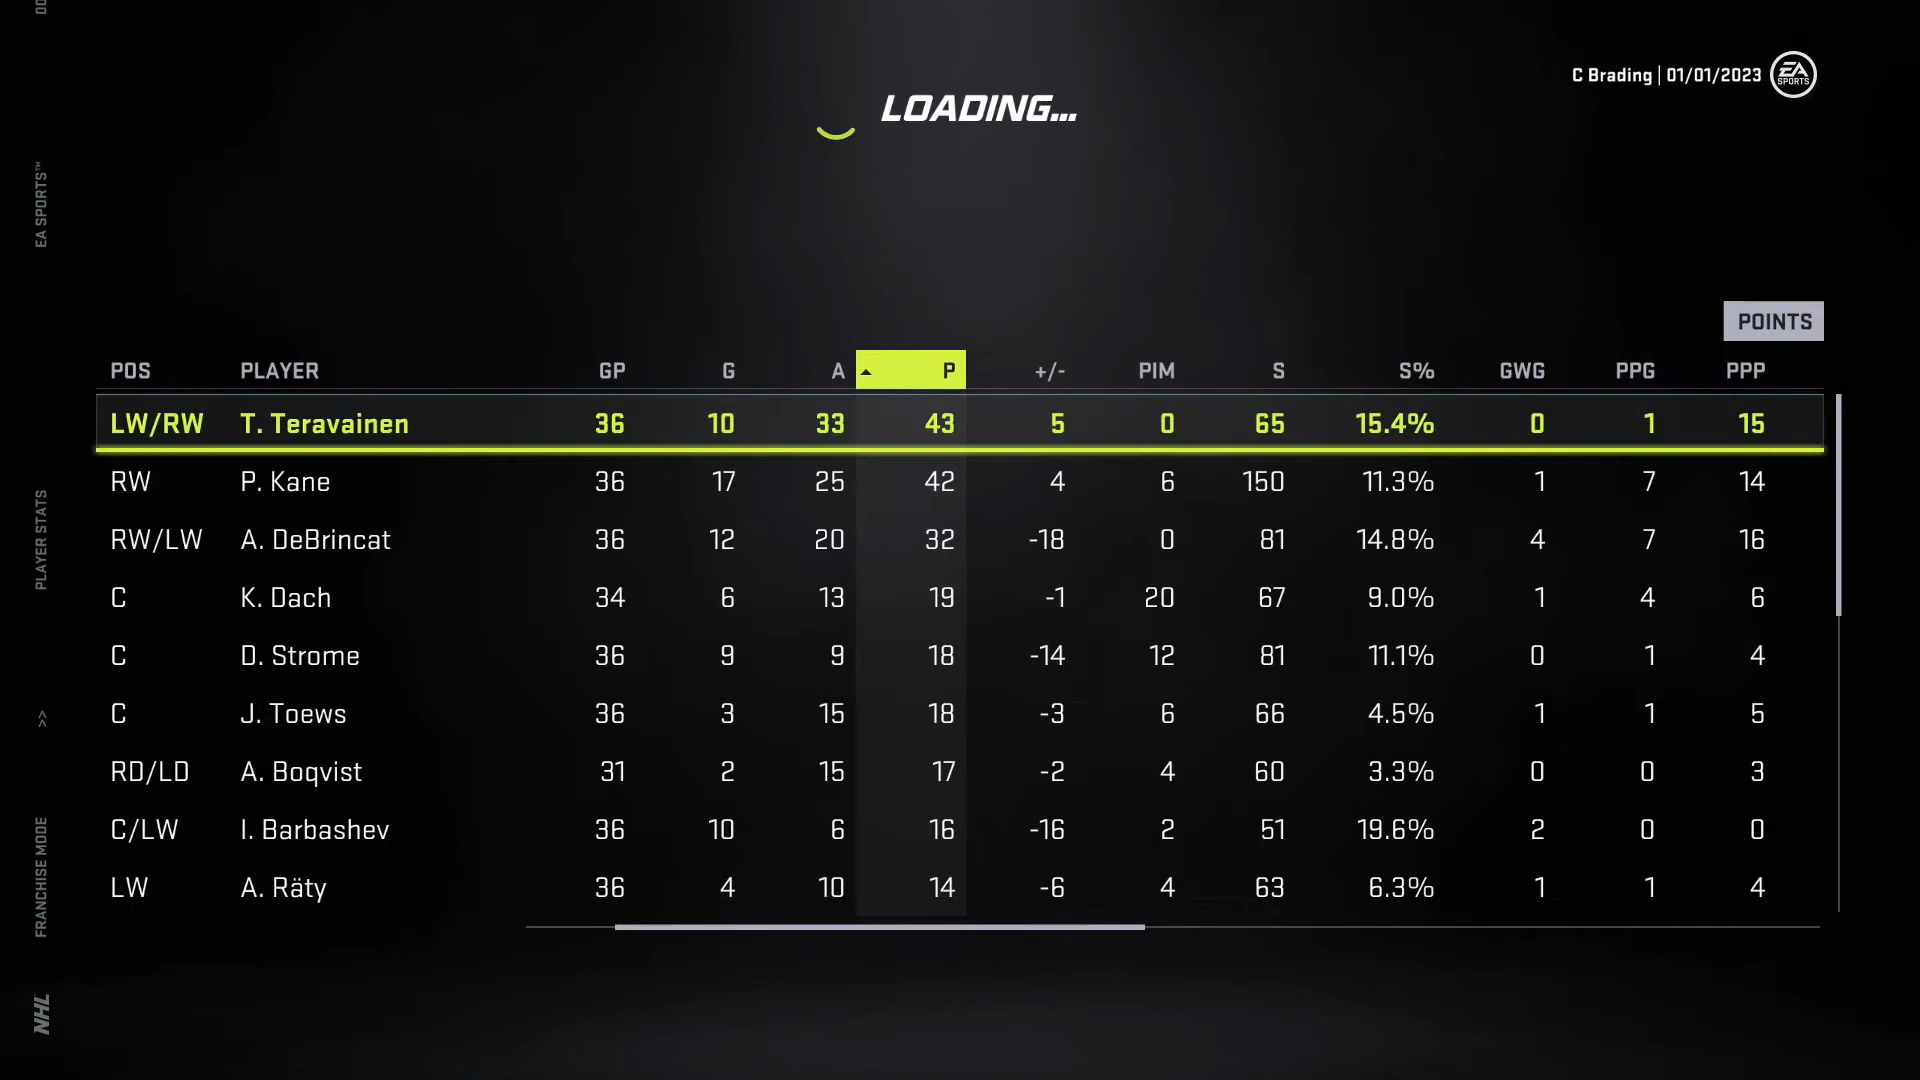 C Brading | 01/01/2023
EA SPORTS
LOADING...
POINTS
POS PLAYER GP G A P +/- PIM S S% GWG PPG PPP
LW/RW T. Teravainen 36 10 33 43 5 0 65 15.4% 0 1 15
RW P. Kane 36 17 25 42 4 6 150 11.3% 1 7 14
RW/LW A. DeBrincat 36 12 20 32 -18 0 81 14.8% 4 7 16
C K. Dach 34 6 13 19 -1 20 67 9.0% 1 4 6
C D. Strome 36 9 9 18 -14 12 81 11.1% 0 1 4
C J. Toews 36 3 15 18 -3 6 66 4.5% 1 1 5
RD/LD A. Boqvist 31 2 15 17 -2 4 60 3.3% 0 0 3
C/LW I. Barbashev 36 10 6 16 -16 2 51 19.6% 2 0 0
LW A. Räty 36 4 10 14 -6 4 63 6.3% 1 1 4
NHL
FRANCHISE MODE
>>
PLAYER STATS
EA SPORTS™